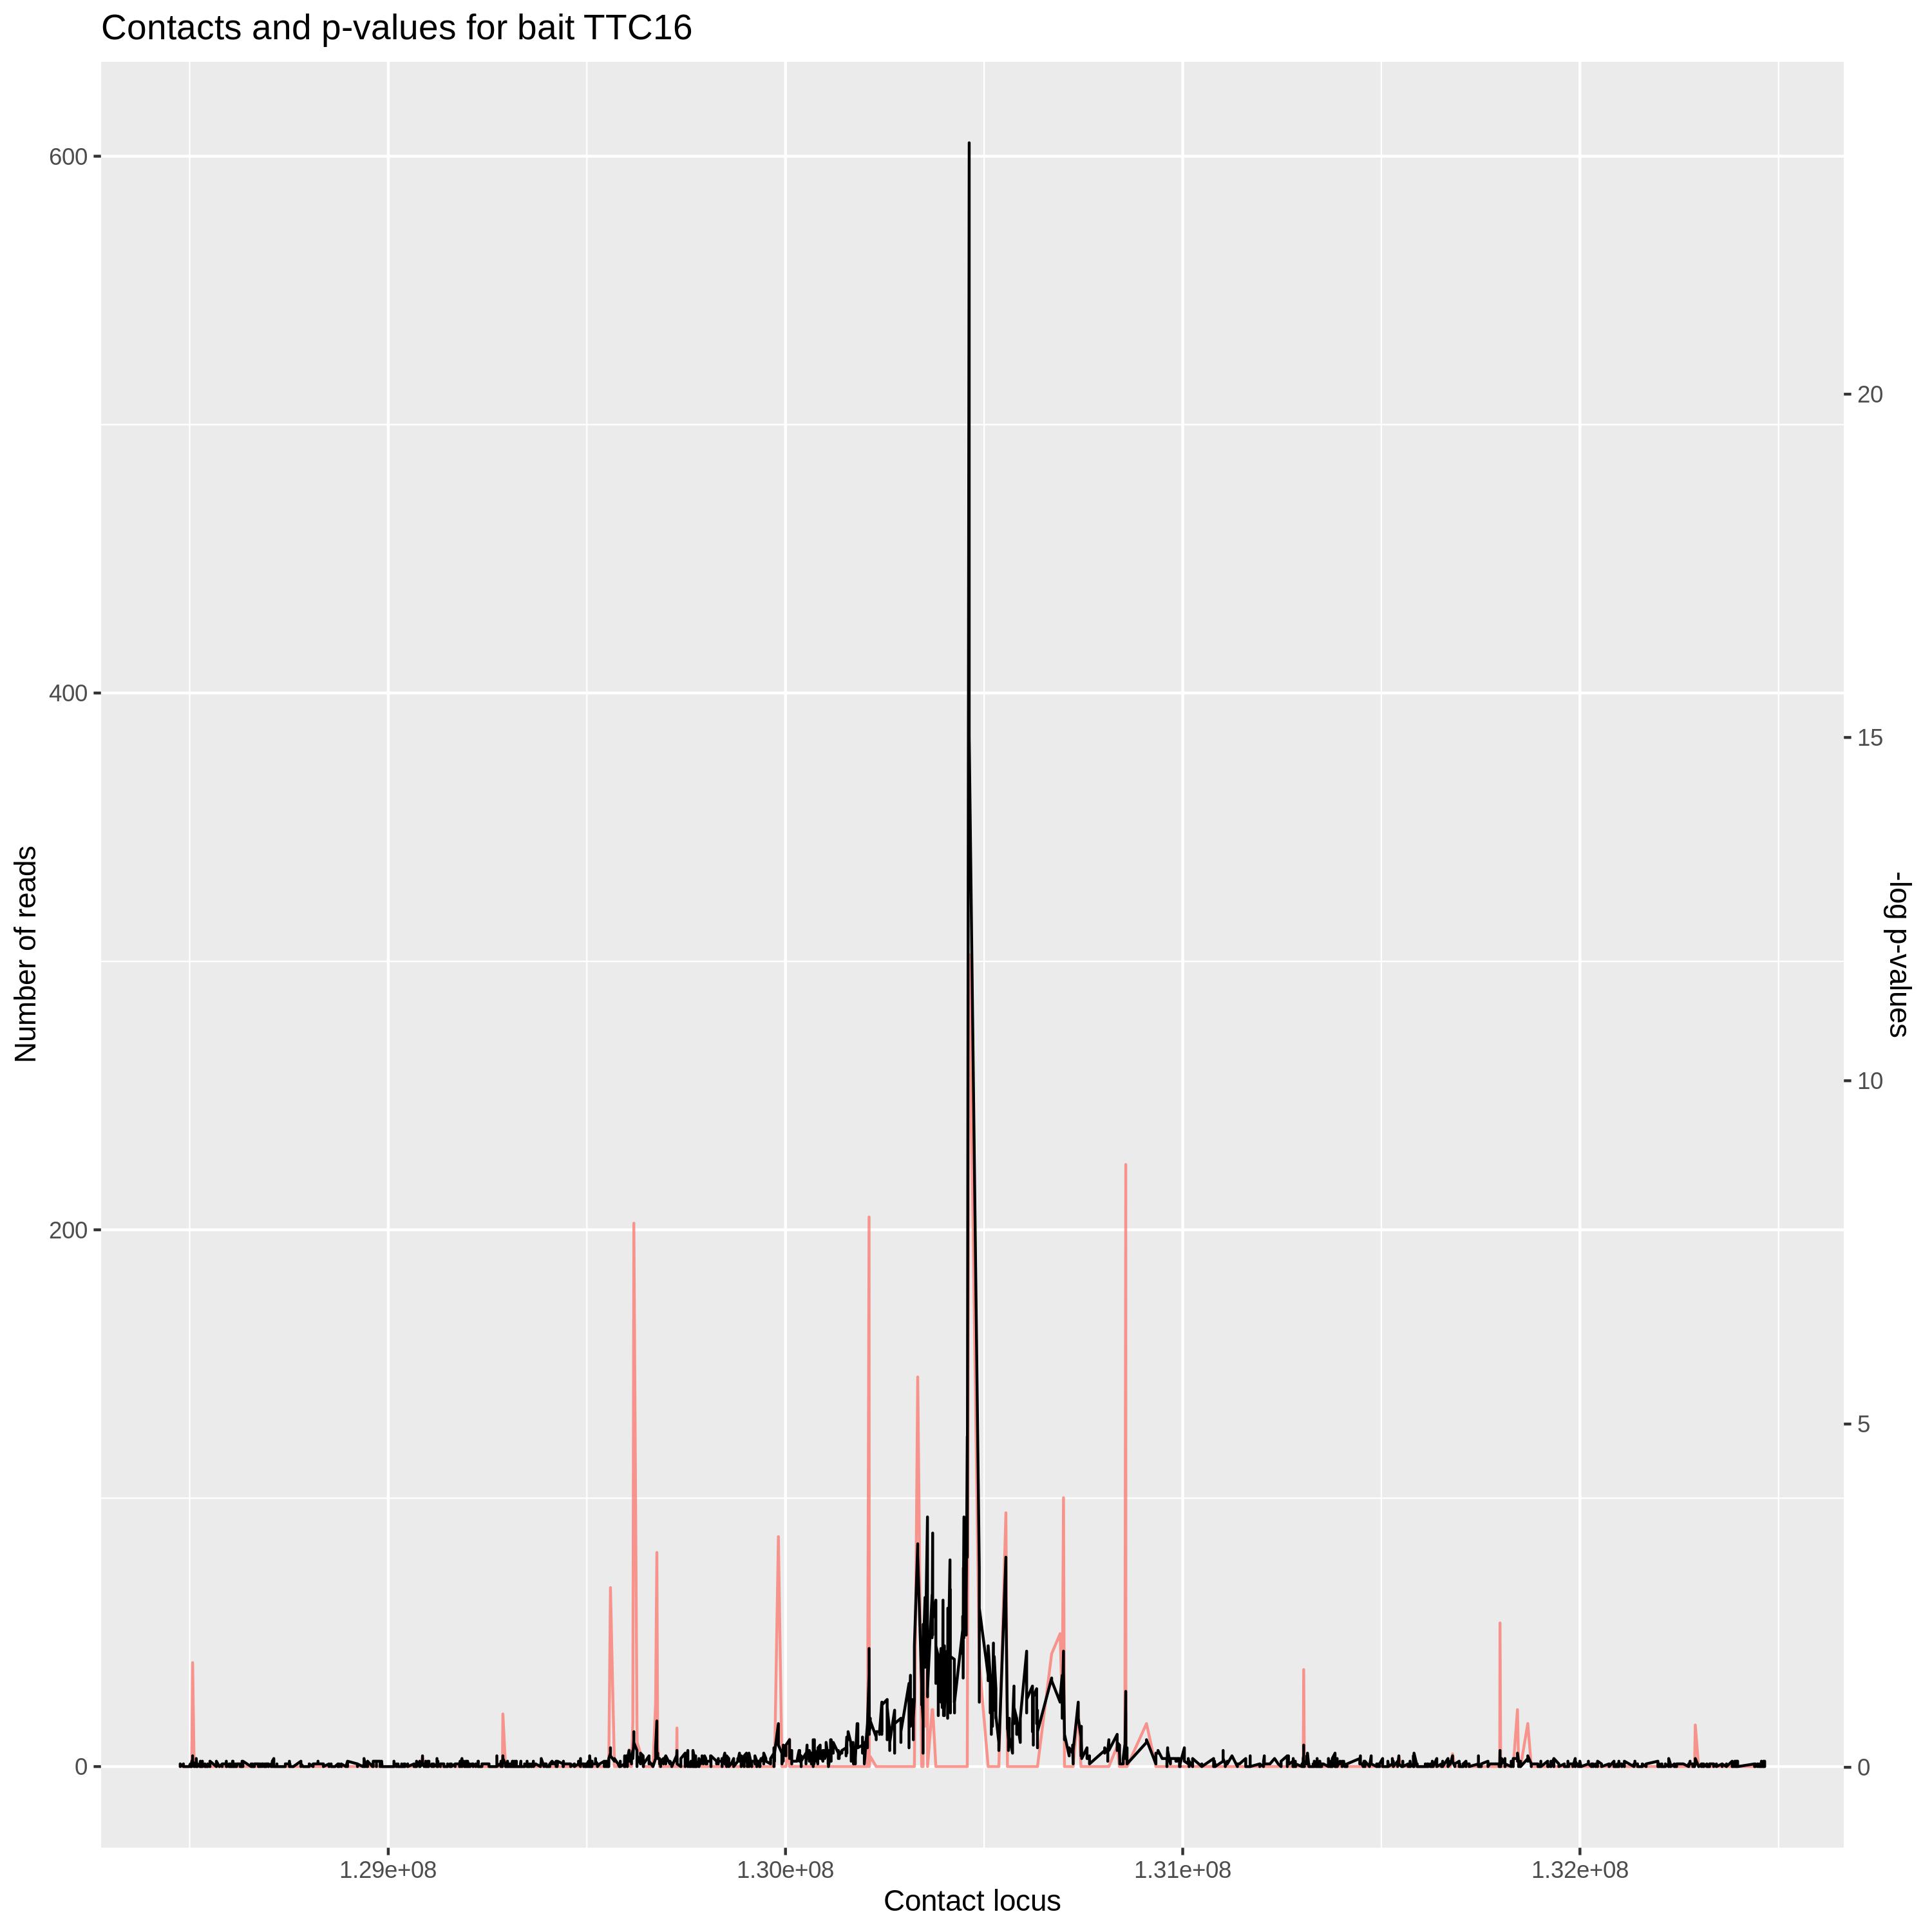 Contacts and p-values for bait TTC16
600
400
200
0
Number of reads
20
15
10
5
0
-log p-values
1.29e+08
1.30e+08
1.31e+08
1.32e+08
Contact locus